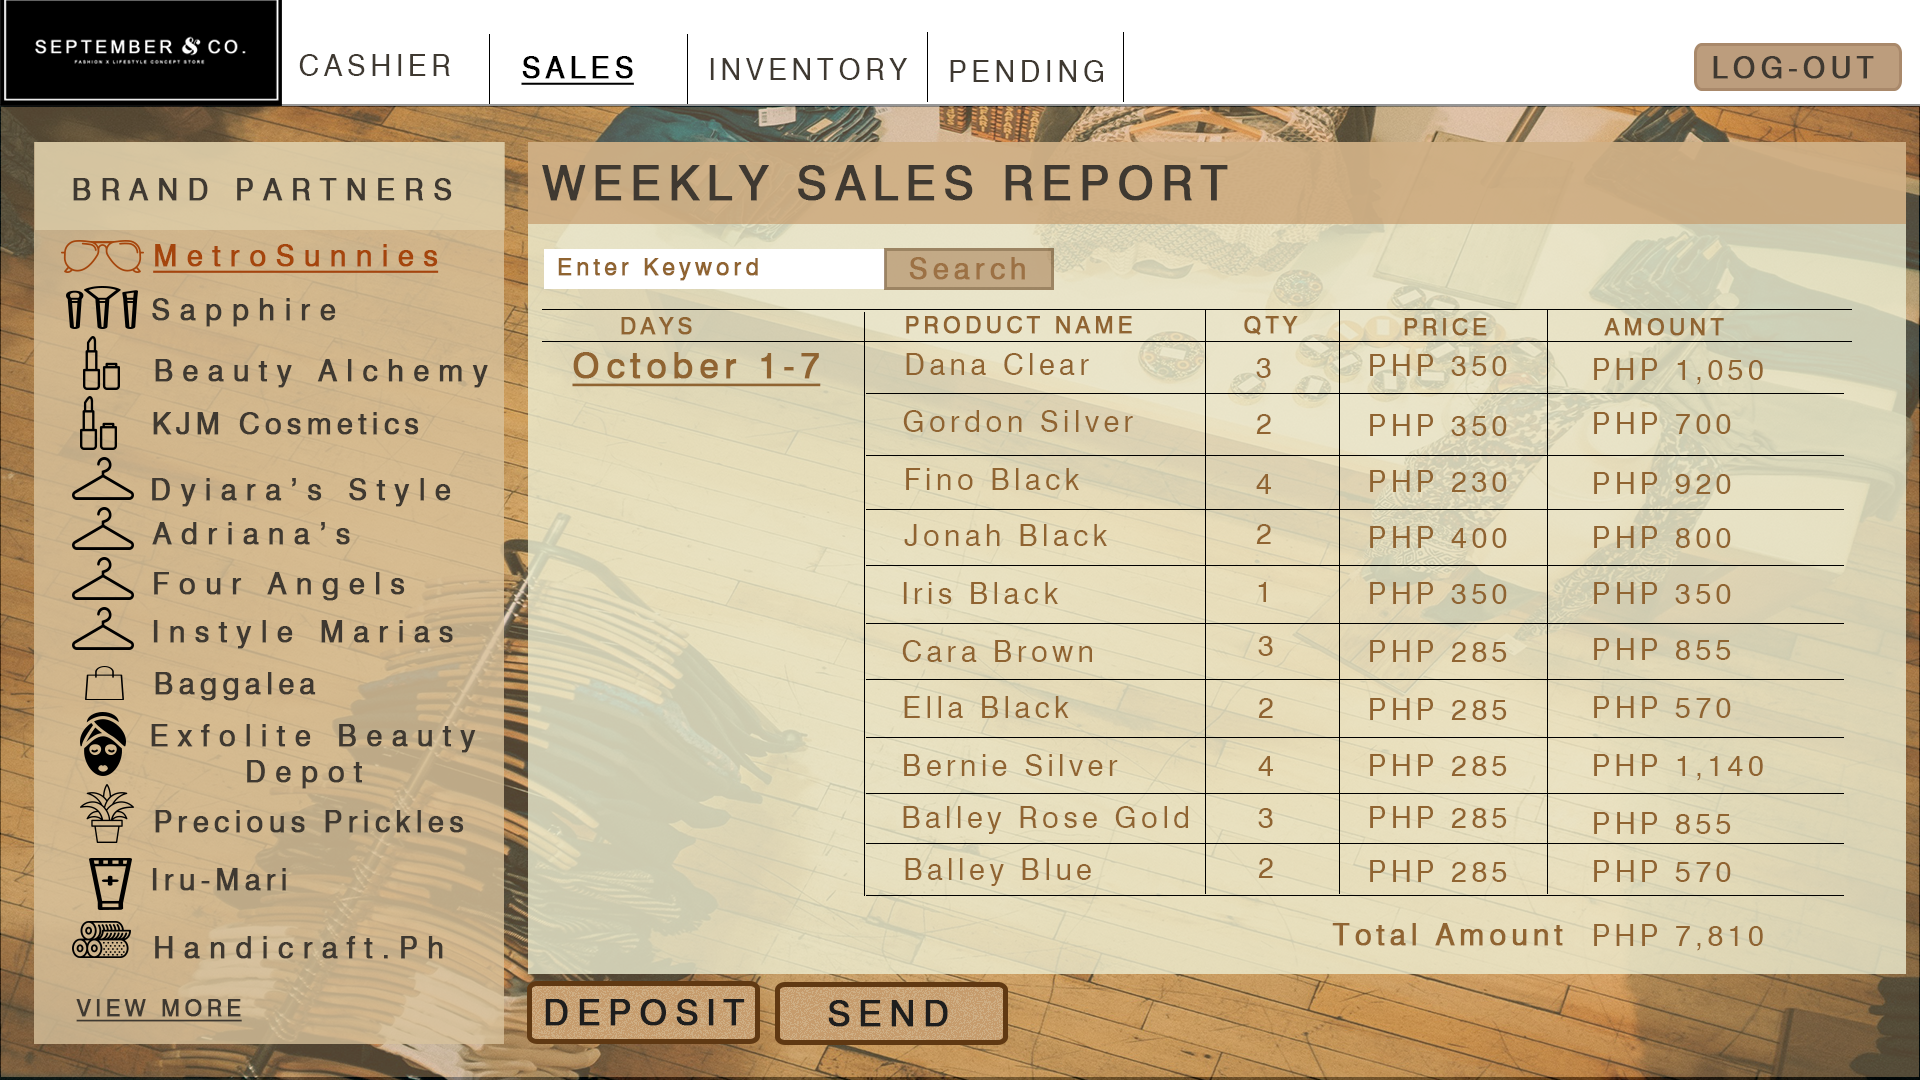 SEPTEMBER & CO.
FASHION X LIFESTYLE CONCEPT STORE
CASHIER
SALES
INVENTORY
PENDING
LOG-OUT
BRAND PARTNERS
MetroSunnies
Sapphire
Beauty Alchemy
KJM Cosmetics
Dyiara’s Style
Adriana’s
Four Angels
Instyle Marias
Baggalea
Exfolite Beauty
Depot
Precious Prickles
Iru-Mari
Handicraft.Ph
VIEW MORE
WEEKLY SALES REPORT
Enter Keyword
Search
DAYS PRODUCT NAME QTY PRICE AMOUNT
October 1-7 Dana Clear 3 PHP 350 PHP 1,050
Gordon Silver 2 PHP 350 PHP 700
Fino Black 4 PHP 230 PHP 920
Jonah Black 2 PHP 400 PHP 800
Iris Black 1 PHP 350 PHP 350
Cara Brown 3 PHP 285 PHP 855
Ella Black 2 PHP 285 PHP 570
Bernie Silver 4 PHP 285 PHP 1,140
Balley Rose Gold 3 PHP 285 PHP 855
Balley Blue 2 PHP 285 PHP 570
Total Amount PHP 7,810
DEPOSIT
SEND